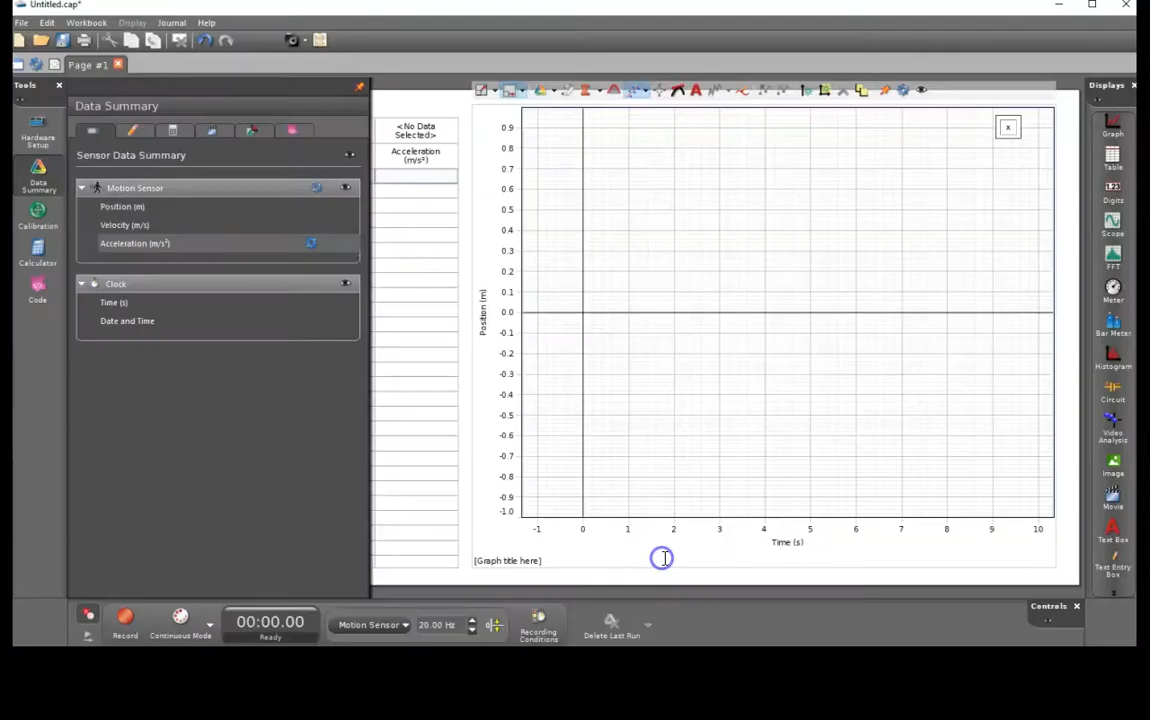 Untitled.cap*
File Edit Workbook Display Journal Help
Page #1
Tools
Hardware
Setup
Data
Summary
Calibration
Calculator
Code
Data Summary
Sensor Data Summary
Motion Sensor
Position (m)
Velocity (m/s)
Acceleration (m/s²)
Clock
Time (s)
Date and Time
<No Data
Selected>
Acceleration
(m/s²)
A
x
Position (m)
0.9
0.8
0.7
0.6
0.5
0.4
0.3
0.2
0.1
0.0
-0.1
-0.2
-0.3
-0.4
-0.5
-0.6
-0.7
-0.8
-0.9
-1.0
-1 0 1 2 3 4 5 6 7 8 9 10
Time (s)
[Graph title here]
Displays
Graph
Table
1.23
Digits
Scope
FFT
Meter
Bar Meter
Histogram
Circuit
Video
Analysis
Image
Movie
A
Text Box
Text Entry
Box
Record
Continuous Mode
00:00.00
Ready
Motion Sensor
20.00 Hz
Recording
Conditions
Delete Last Run
Controls